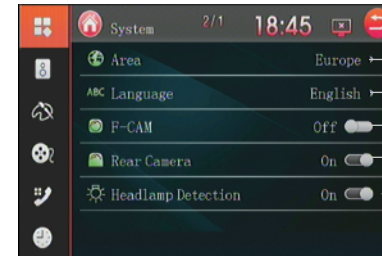 System 2/1 18:45
Area Europe
ABC Language English
F-CAM Off
Rear Camera On
Headlamp Detection On